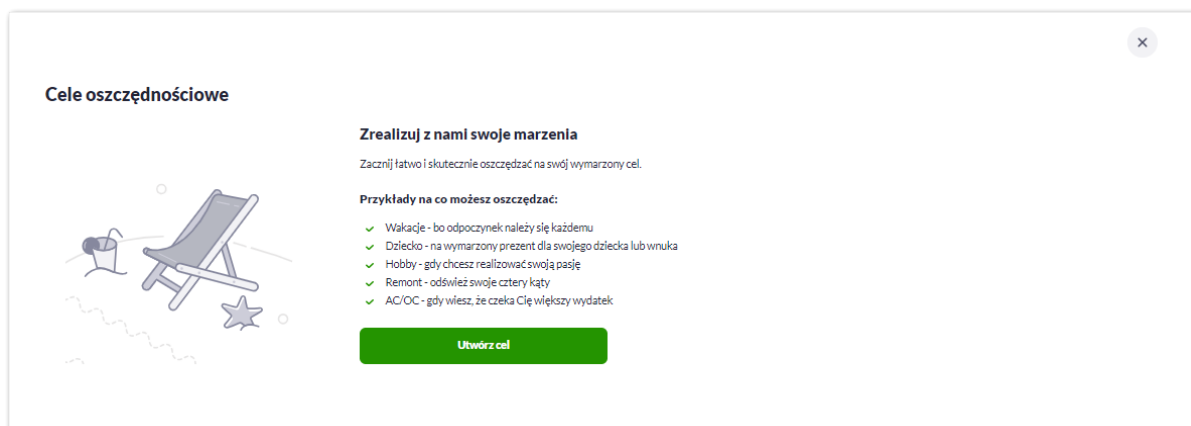 Cele oszczędnościowe
Zrealizuj z nami swoje marzenia
Zacznij łatwo i skutecznie oszczędzać na swój wymarzony cel.
Przykłady na co możesz oszczędzać:
Wakacje - bo odpoczynek należy się każdemu
Dziecko - na wymarzony prezent dla swojego dziecka lub wnuka
Hobby - gdy chcesz realizować swoją pasję
Remont - odśwież swoje cztery kąty
AC/OC - gdy wiesz, że czeka Cię większy wydatek
Utwórz cel